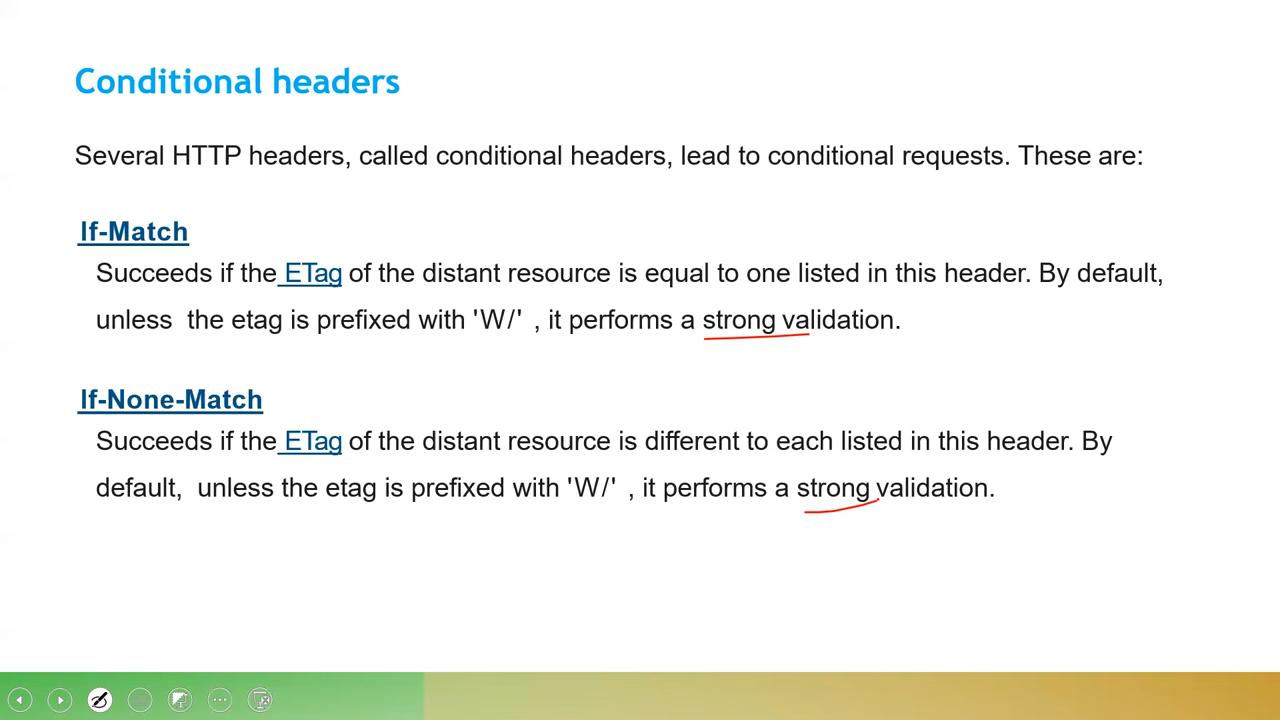 Conditional headers
Several HTTP headers, called conditional headers, lead to conditional requests. These are:
If-Match
Succeeds if the ETag of the distant resource is equal to one listed in this header. By default,
unless the etag is prefixed with 'W/' , it performs a strong validation.
If-None-Match
Succeeds if the ETag of the distant resource is different to each listed in this header. By
default, unless the etag is prefixed with 'W/' , it performs a strong validation.